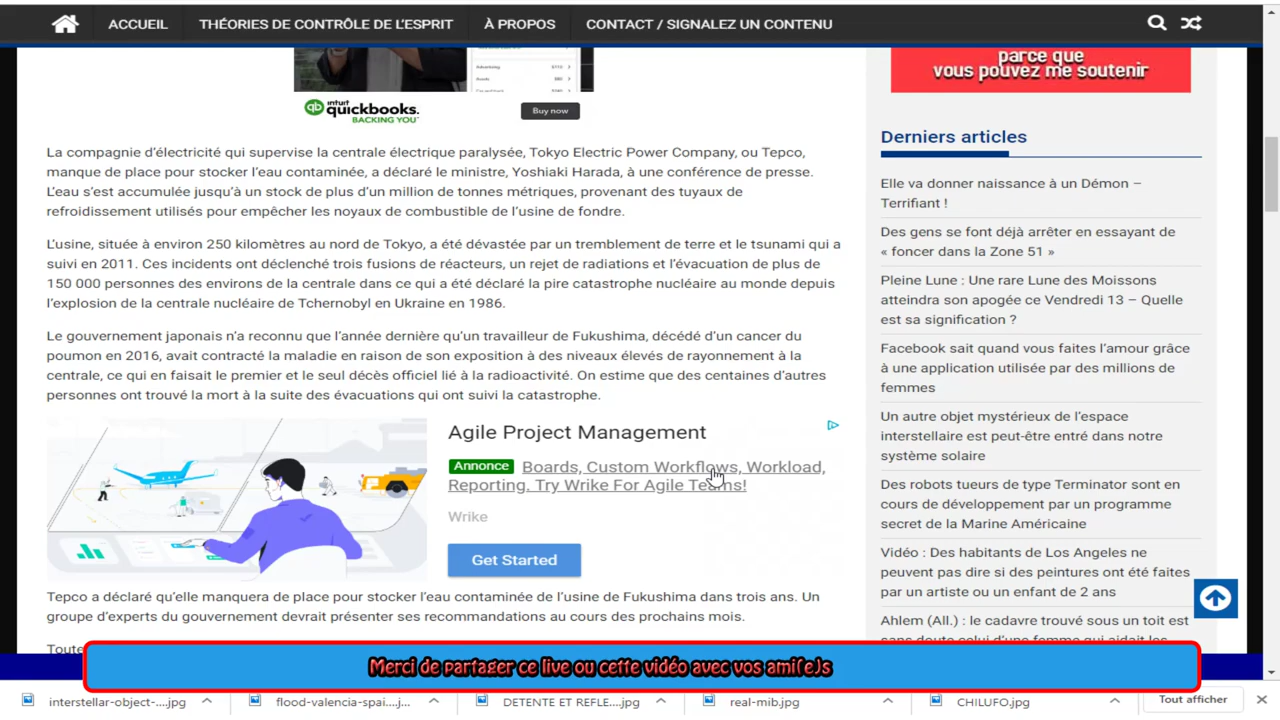 ACCUEIL THÉORIES DE CONTRÔLE DE L'ESPRIT À PROPOS CONTACT / SIGNALEZ UN CONTENU
intuit
quickbooks.
BACKING YOU™
Buy now
La compagnie d'électricité qui supervise la centrale électrique paralysée, Tokyo Electric Power Company, ou Tepco,
manque de place pour stocker l'eau contaminée, a déclaré le ministre, Yoshiaki Harada, à une conférence de presse.
L'eau s'est accumulée jusqu'à un stock de plus d'un million de tonnes métriques, provenant des tuyaux de
refroidissement utilisés pour empêcher les noyaux de combustible de l'usine de fondre.
L'usine, située à environ 250 kilomètres au nord de Tokyo, a été dévastée par un tremblement de terre et le tsunami qui a
suivi en 2011. Ces incidents ont déclenché trois fusions de réacteurs, un rejet de radiations et l'évacuation de plus de
150 000 personnes des environs de la centrale dans ce qui a été déclaré la pire catastrophe nucléaire au monde depuis
l'explosion de la centrale nucléaire de Tchernobyl en Ukraine en 1986.
Le gouvernement japonais n'a reconnu que l'année dernière qu'un travailleur de Fukushima, décédé d'un cancer du
poumon en 2016, avait contracté la maladie en raison de son exposition à des niveaux élevés de rayonnement à la
centrale, ce qui en faisait le premier et le seul décès officiel lié à la radioactivité. On estime que des centaines d'autres
personnes ont trouvé la mort à la suite des évacuations qui ont suivi la catastrophe.
Agile Project Management
Annonce Boards, Custom Workflows, Workload,
Reporting. Try Wrike For Agile Teams!
Wrike
Get Started
Tepco a déclaré qu'elle manquera de place pour stocker l'eau contaminée de l'usine de Fukushima dans trois ans. Un
groupe d'experts du gouvernement devrait présenter ses recommandations au cours des prochains mois.
parce que
vous pouvez me soutenir
Derniers articles
Elle va donner naissance à un Démon –
Terrifiant !
Des gens se font déjà arrêter en essayant de
« foncer dans la Zone 51 »
Pleine Lune : Une rare Lune des Moissons
atteindra son apogée ce Vendredi 13 – Quelle
est sa signification ?
Facebook sait quand vous faites l'amour grâce
à une application utilisée par des millions de
femmes
Un autre objet mystérieux de l'espace
interstellaire est peut-être entré dans notre
système solaire
Des robots tueurs de type Terminator sont en
cours de développement par un programme
secret de la Marine Américaine
Vidéo : Des habitants de Los Angeles ne
peuvent pas dire si des peintures ont été faites
par un artiste ou un enfant de 2 ans
Ahlem (All.) : le cadavre trouvé sous un toit est
sans doute celui d'une femme qui aidait les
Merci de partager ce live ou cette vidéo avec vos ami(e)s
interstellar-object-....jpg flood-valencia-spai....jpg DETENTE ET REFLE....jpg real-mib.jpg CHILUFO.jpg Tout afficher